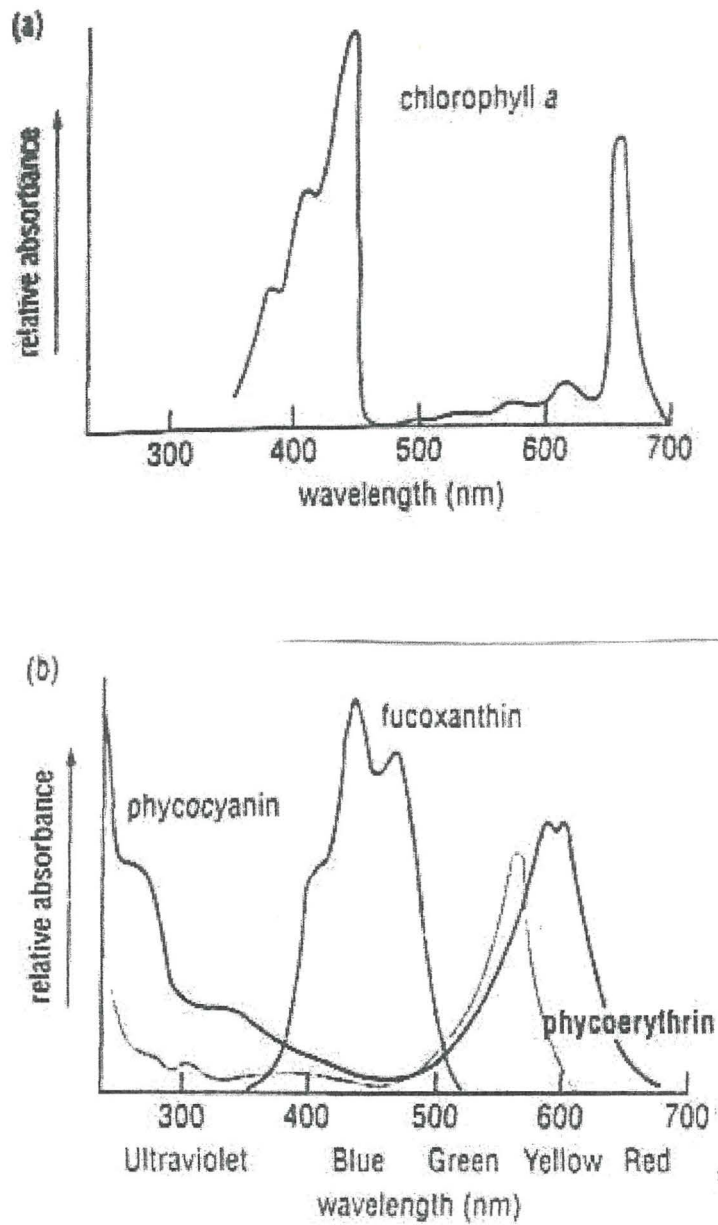 (a)
chlorophyll a
relative absorbance
300 400 500 600 700
wavelength (nm)
(b)
fucoxanthin
phycocyanin
relative absorbance
phycoerythrin
300 400 500 600 700
Ultraviolet Blue Green Yellow Red
wavelength (nm)